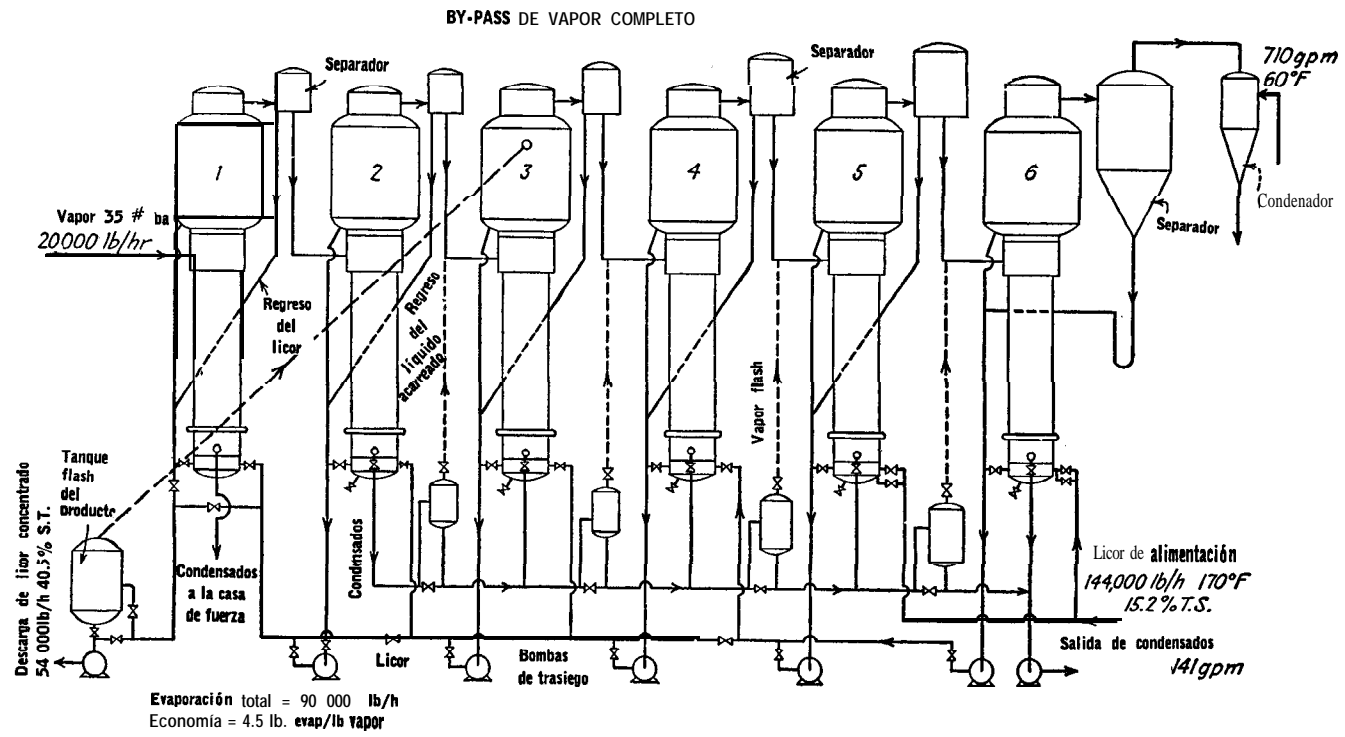 BY-PASS DE VAPOR COMPLETO
Separador
Separador
710gpm
60°F
1
2
3
4
5
6
Condenador
Separador
Vapor 35 # ba
20000 lb/hr
Regreso
del
licor
Regreso
del
líquido
acarreado
Vapor flash
Tanque
flash
del
producto
Descarga de licor concentrado
54 000lb/h 40.5% S.T.
Condensados
a la casa
de fuerza
Condensados
Licor de alimentación
144,000 lb/h 170°F
15.2% T.S.
Licor
Bombas
de trasiego
Salida de condensados
141gpm
Evaporación total = 90 000 lb/h
Economía = 4.5 lb. evap/lb vapor